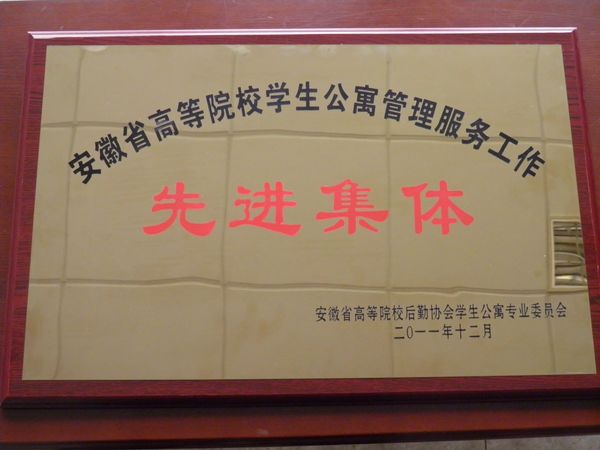 安徽省高等院校学生公寓管理服务工作
先进集体
安徽省高等院校后勤协会学生公寓专业委员会
二〇一一年十二月